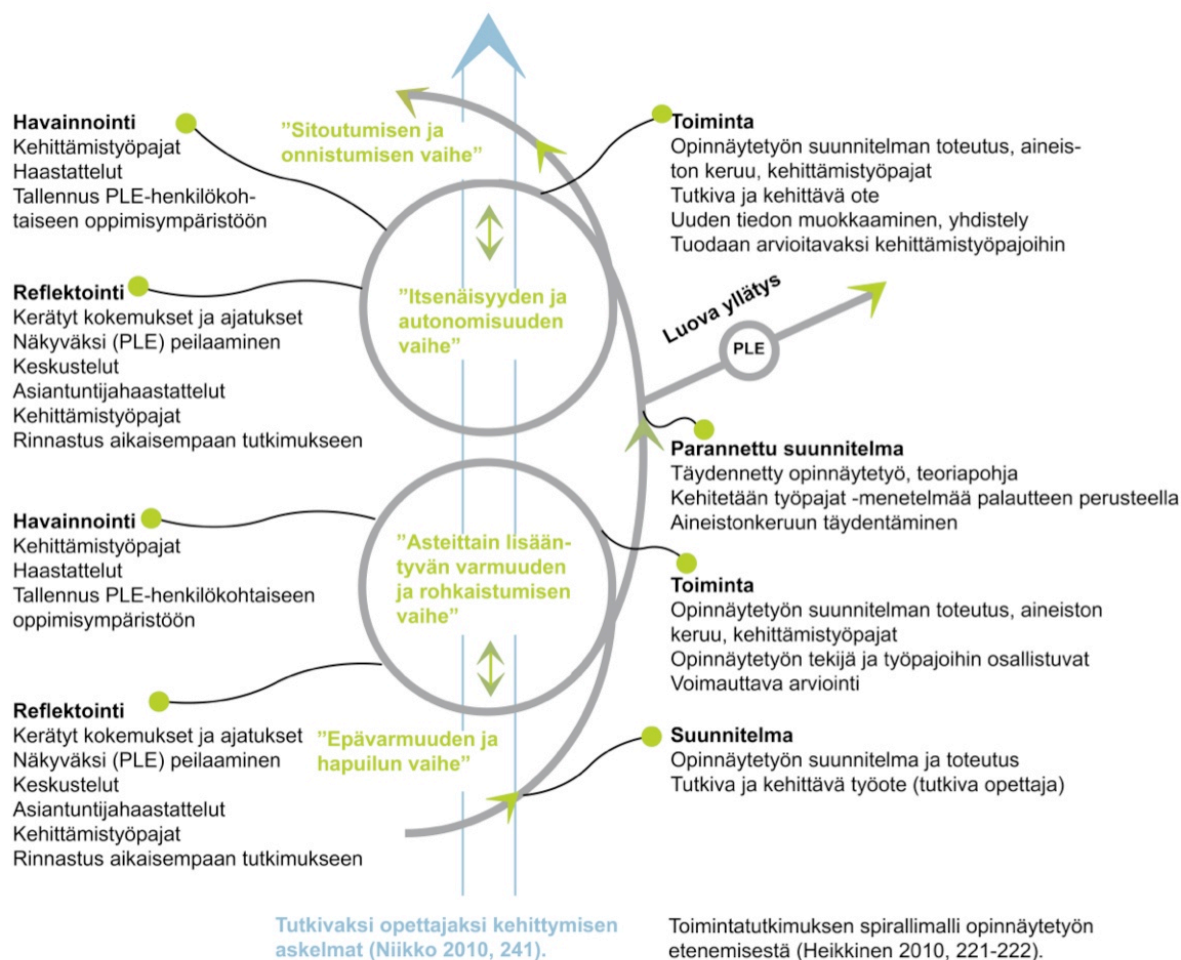 Havainnointi
Kehittämistyöpajat
Haastattelut
Tallennus PLE-henkilökoh-
taiseen oppimisympäristöön
”Sitoutumisen ja
onnistumisen vaihe”
Toiminta
Opinnäytetyön suunnitelman toteutus, aineis-
ton keruu, kehittämistyöpajat
Tutkiva ja kehittävä ote
Uuden tiedon muokkaaminen, yhdistely
Tuodaan arvioitavaksi kehittämistyöpajoihin
Reflektointi
Kerätyt kokemukset ja ajatukset
Näkyväksi (PLE) peilaaminen
Keskustelut
Asiantuntijahaastattelut
Kehittämistyöpajat
Rinnastus aikaisempaan tutkimukseen
”Itsenäisyyden ja
autonomisuuden
vaihe”
Luova yllätys
PLE
Parannettu suunnitelma
Täydennetty opinnäytetyö, teoriapohja
Kehitetään työpajat -menetelmää palautteen perusteella
Aineistonkeruun täydentäminen
Havainnointi
Kehittämistyöpajat
Haastattelut
Tallennus PLE-henkilökohtaiseen
oppimisympäristöön
”Asteittain lisään-
tyvän varmuuden
ja rohkaistumisen
vaihe”
Toiminta
Opinnäytetyön suunnitelman toteutus, aineiston
keruu, kehittämistyöpajat
Opinnäytetyön tekijä ja työpajoihin osallistuvat
Voimauttava arviointi
Reflektointi
Kerätyt kokemukset ja ajatukset
Näkyväksi (PLE) peilaaminen
Keskustelut
Asiantuntijahaastattelut
Kehittämistyöpajat
Rinnastus aikaisempaan tutkimukseen
”Epävarmuuden ja
hapuilun vaihe”
Suunnitelma
Opinnäytetyön suunnitelma ja toteutus
Tutkiva ja kehittävä työote (tutkiva opettaja)
Tutkivaksi opettajaksi kehittymisen
askelmat (Niikko 2010, 241).
Toimintatutkimuksen spirallimalli opinnäytetyön
etenemisestä (Heikkinen 2010, 221-222).